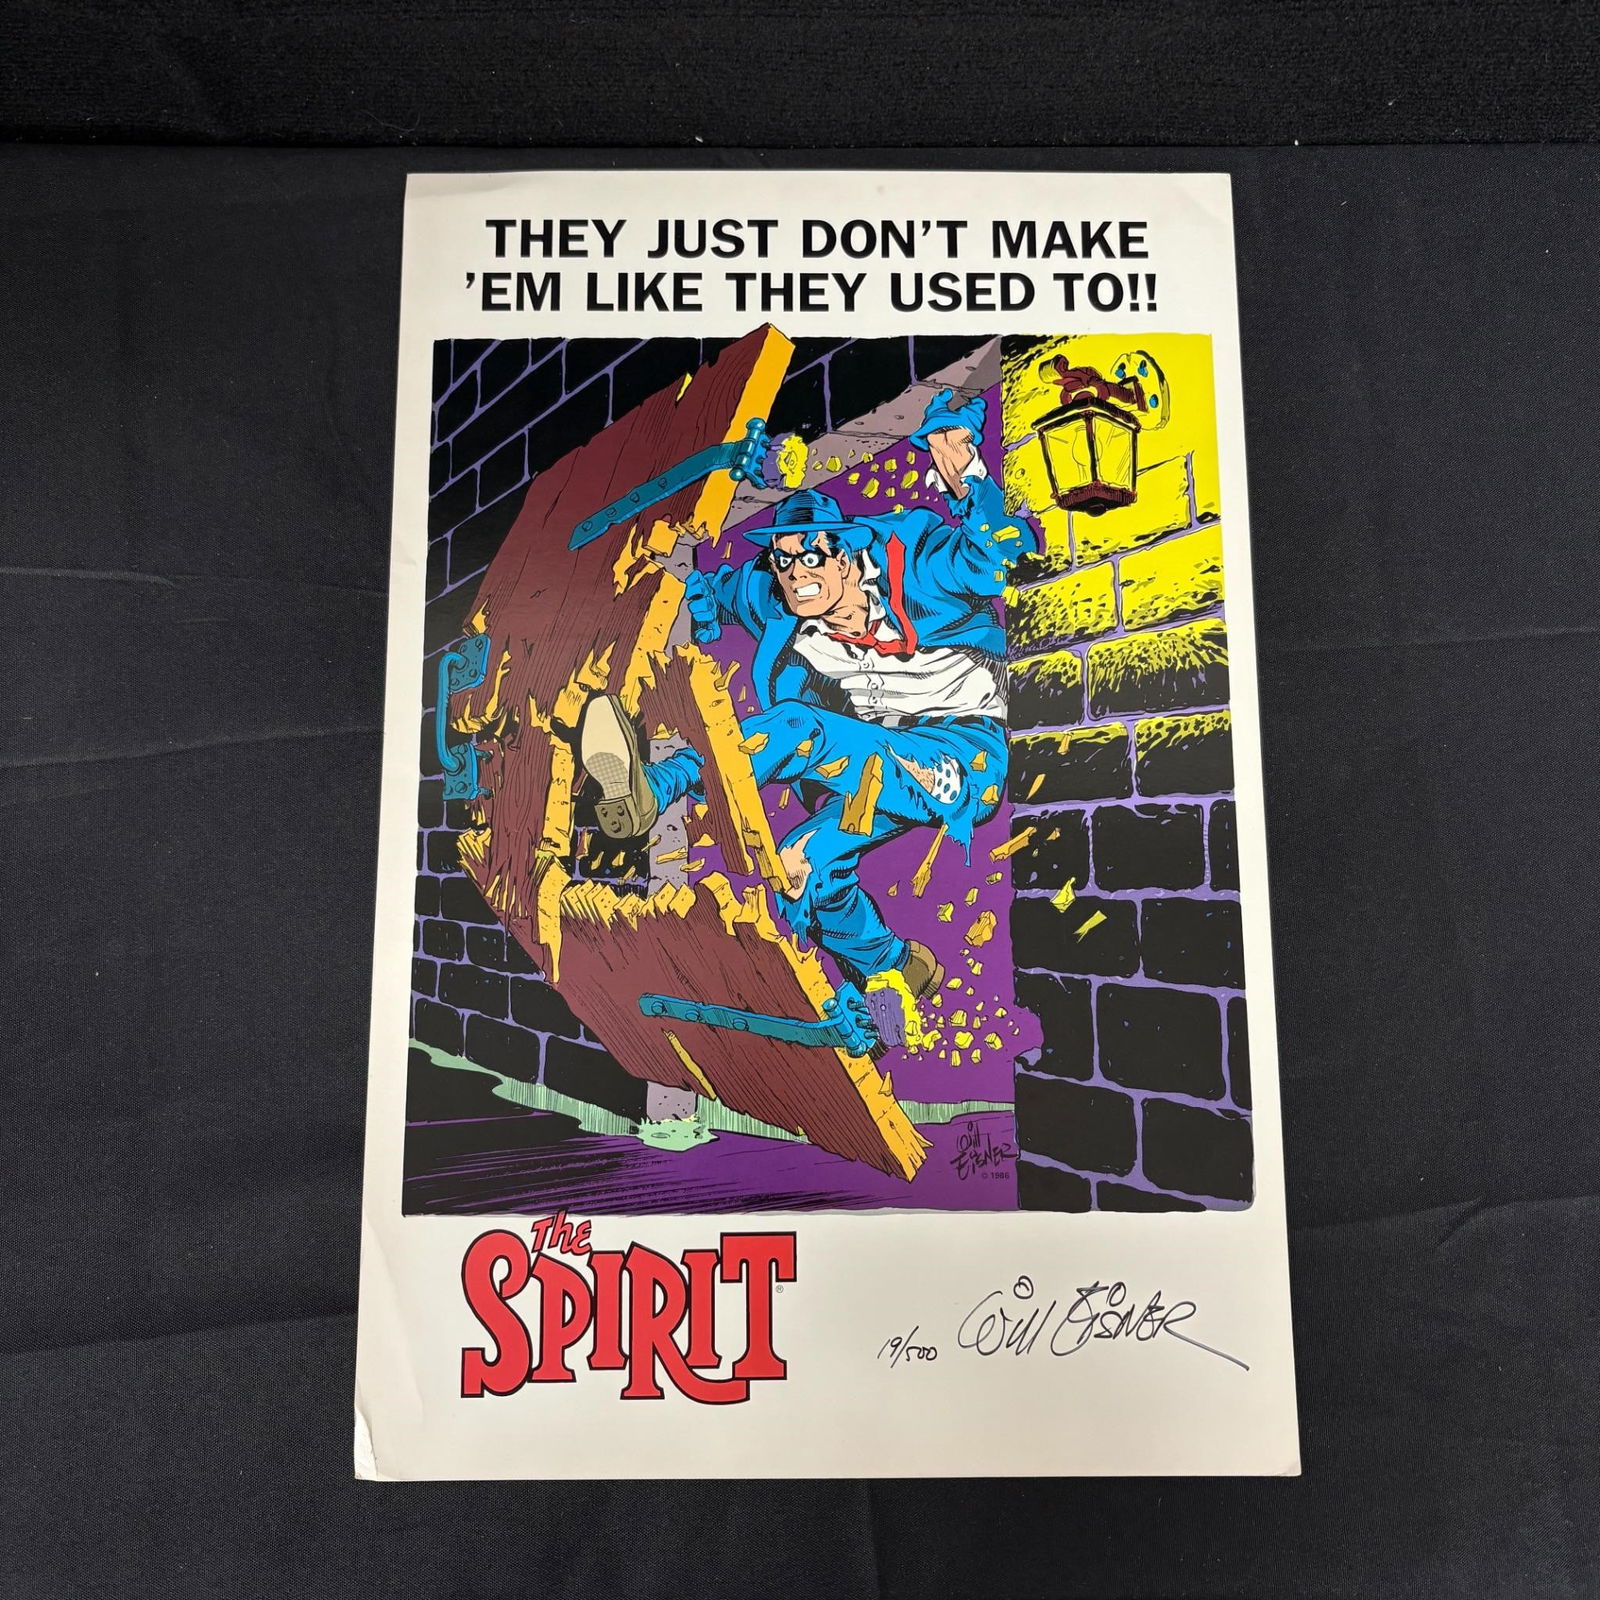 THEY JUST DON'T MAKE
'EM LIKE THEY USED TO!!
Will
EISNER
© 1986
The
SPIRIT®
19/500 Will EISNER